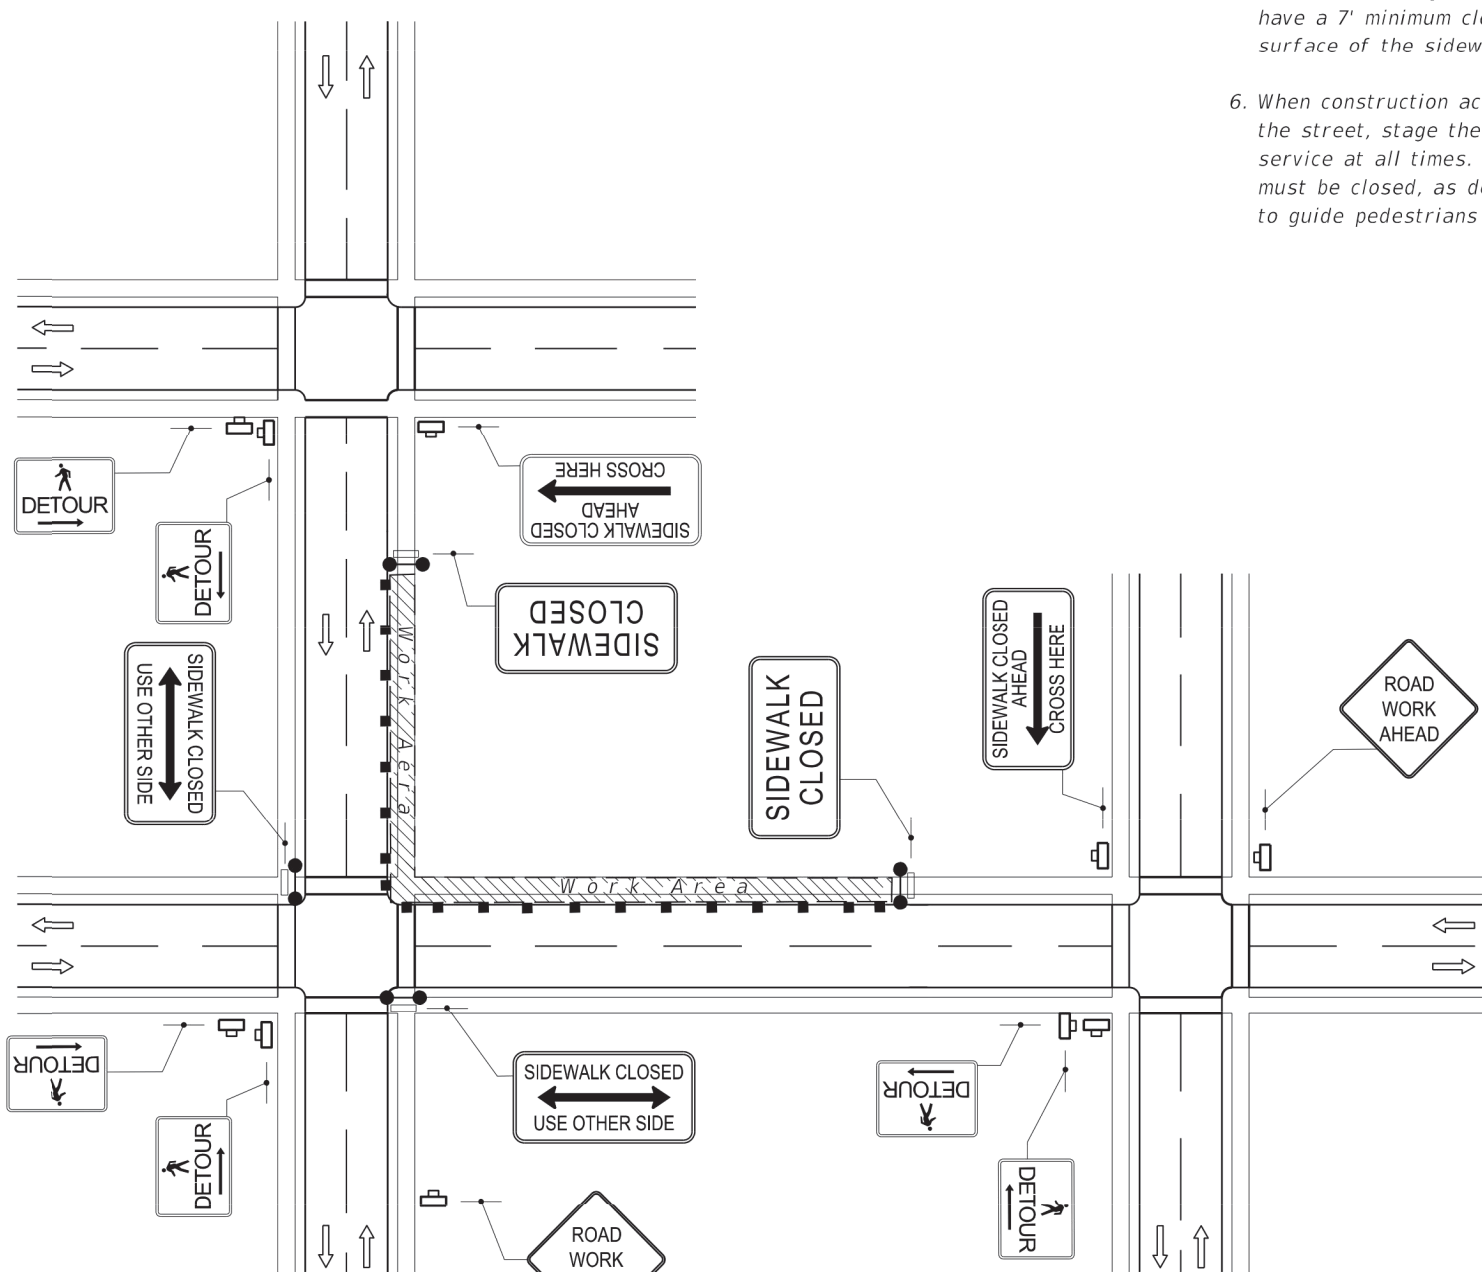 have a 7' minimum cle
surface of the sidew
6. When construction ac
the street, stage the
service at all times.
must be closed, as de
to guide pedestrians
DETOUR
DETOUR
SIDEWALK CLOSED
AHEAD
CROSS HERE
SIDEWALK
CLOSED
Work Aera
SIDEWALK CLOSED
USE OTHER SIDE
SIDEWALK
CLOSED
SIDEWALK CLOSED
AHEAD
CROSS HERE
ROAD
WORK
AHEAD
Work Area
DETOUR
DETOUR
SIDEWALK CLOSED
USE OTHER SIDE
DETOUR
DETOUR
ROAD
WORK